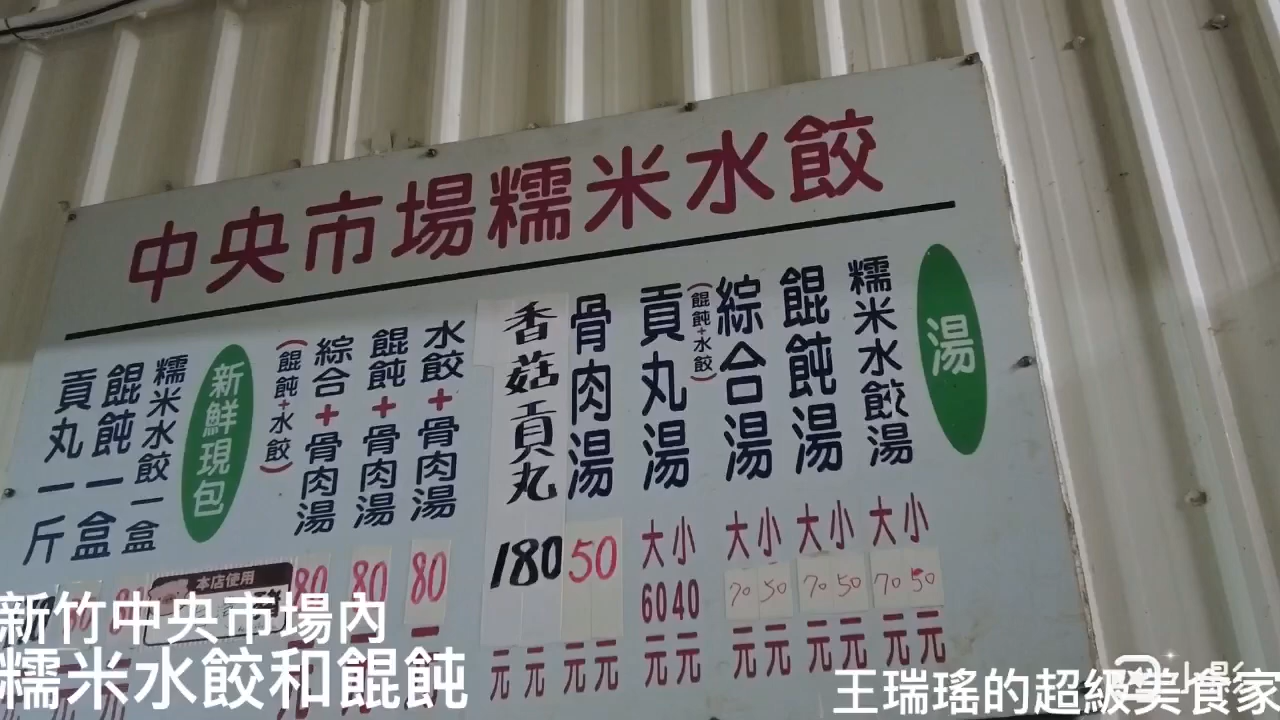 中央市場糯米水餃
湯
糯米水餃湯 大小 70 50 元元
餛飩湯 大小 70 50 元元
綜合湯 大小 70 50 元元
(餛飩+水餃)
貢丸湯 大小 60 40 元元
骨肉湯 50 元元
香菇貢丸 180 元元
水餃+骨肉湯 80
餛飩+骨肉湯 80
綜合+骨肉湯 80
(餛飩+水餃)
新鮮現包
糯米水餃一盒
餛飩一盒
貢丸一斤
本店使用
新竹中央市場內
糯米水餃和餛飩
王瑞瑤的超級美食家